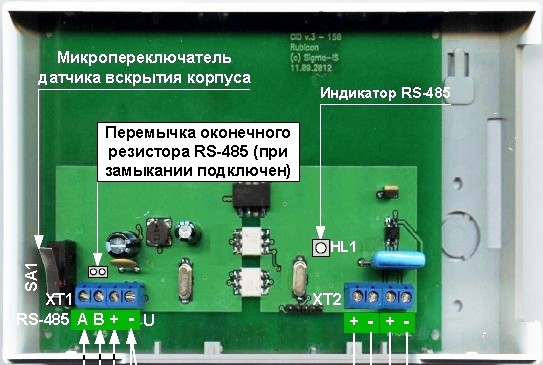 CID v.3 - 156
Rubicon
(c) Sigma-IS
11.09.2012
Микропереключатель
датчика вскрытия корпуса
Индикатор RS-485
Перемычка оконечного
резистора RS-485 (при
замыкании подключен)
HL1
SA1
XT1
XT2
RS-485 A B + - U
+ - + -